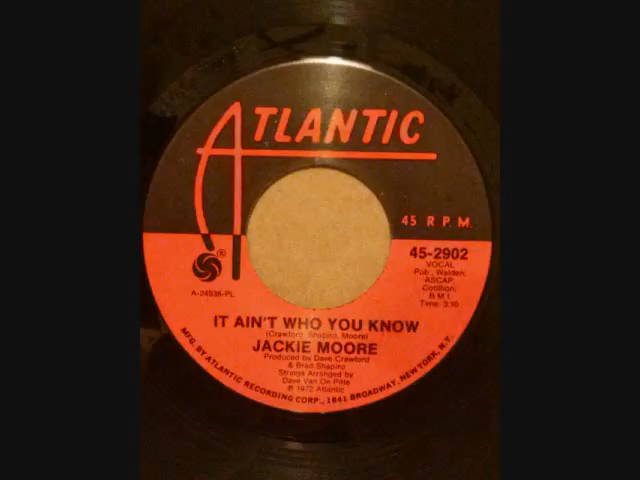 ATLANTIC
45 R.P.M.
®
A-24936-PL
45-2902
VOCAL
Pub., Walden,
ASCAP
Cotillion,
B M I
Time: 3:10
IT AIN'T WHO YOU KNOW
(Crawford, Shapiro, Moore)
JACKIE MOORE
Produced by Dave Crawford
& Brad Shapiro
Strings Arranged by
Dave Van De Pitte
℗ 1972 Atlantic
MFG. BY ATLANTIC RECORDING CORP., 1841 BROADWAY, NEW YORK, N.Y.